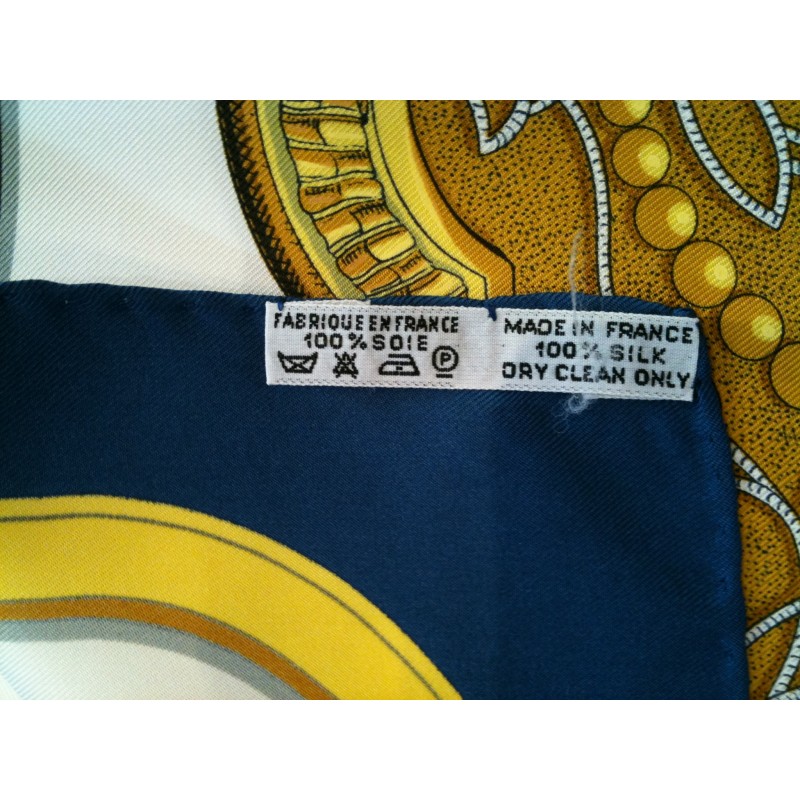 FABRIQUE EN FRANCE
100% SOIE
P
MADE IN FRANCE
100% SILK
DRY CLEAN ONLY